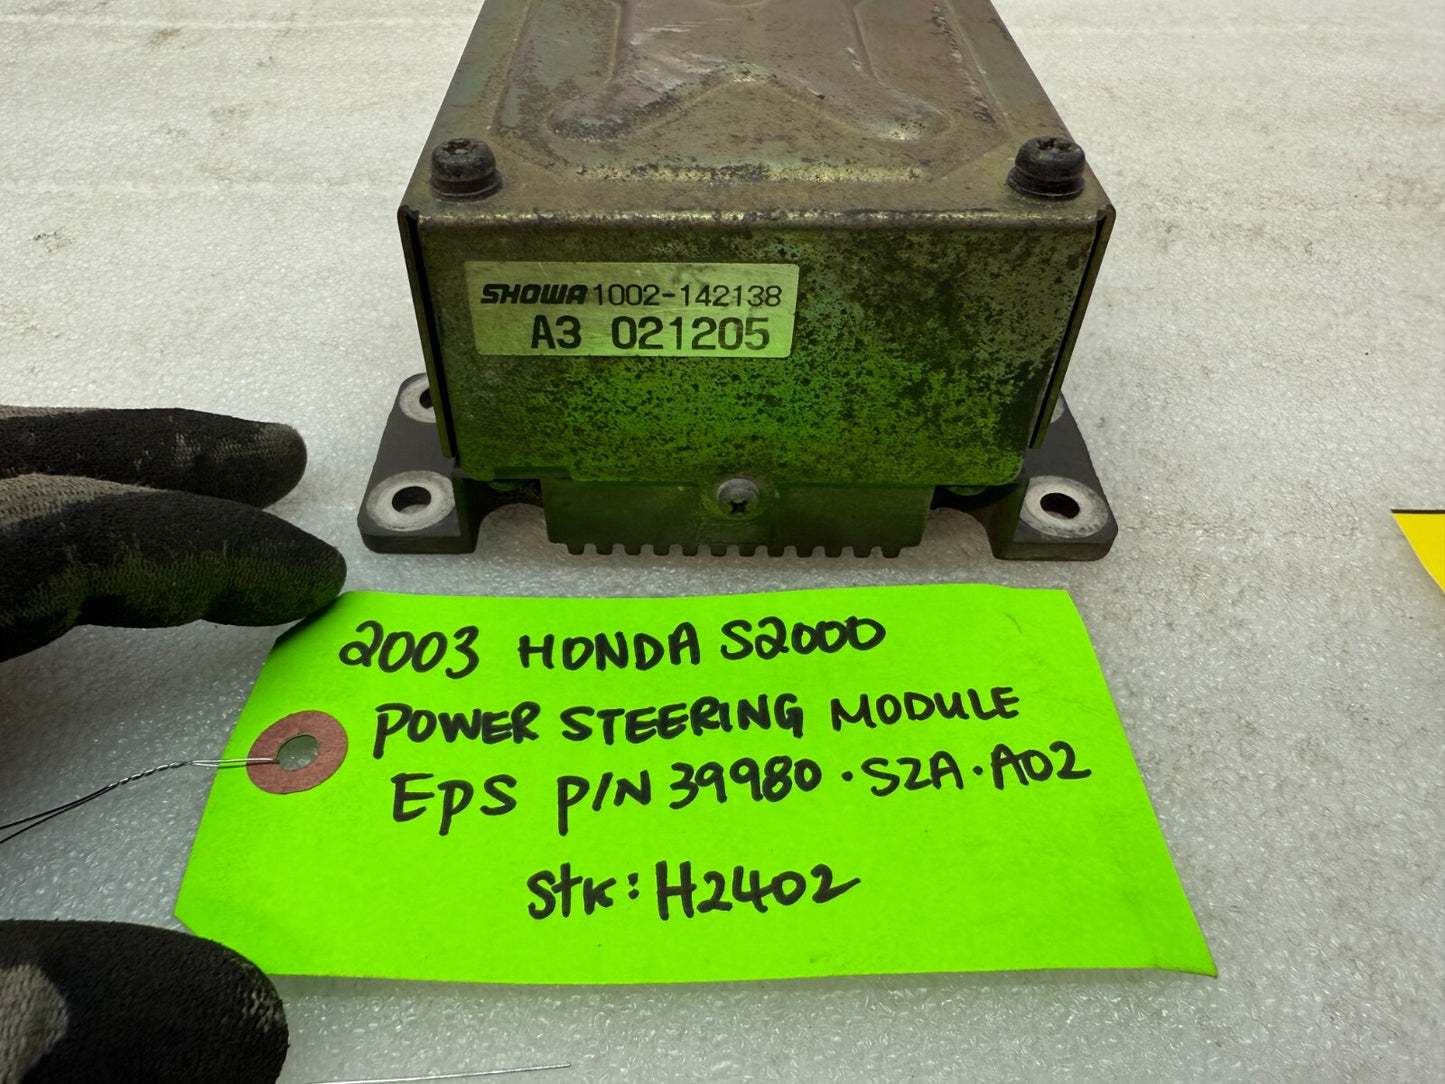 SHOWA 1002-142138
A3 021205
2003 HONDA S2000
POWER STEERING MODULE
EPS P/N 39980·S2A·A02
Stk: H2402